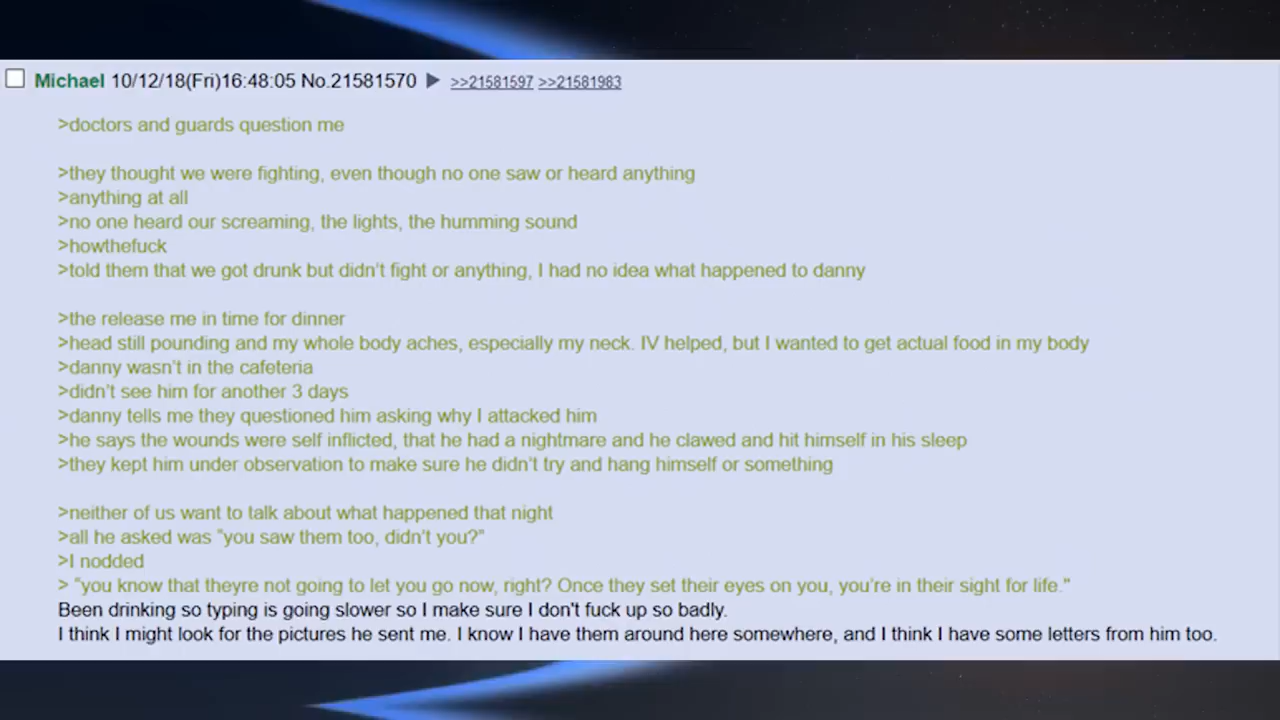 Michael 10/12/18(Fri)16:48:05 No.21581570 ▶ >>21581597 >>21581983
>doctors and guards question me
>they thought we were fighting, even though no one saw or heard anything
>anything at all
>no one heard our screaming, the lights, the humming sound
>howthefuck
>told them that we got drunk but didn't fight or anything, I had no idea what happened to danny
>the release me in time for dinner
>head still pounding and my whole body aches, especially my neck. IV helped, but I wanted to get actual food in my body
>danny wasn't in the cafeteria
>didn't see him for another 3 days
>danny tells me they questioned him asking why I attacked him
>he says the wounds were self inflicted, that he had a nightmare and he clawed and hit himself in his sleep
>they kept him under observation to make sure he didn't try and hang himself or something
>neither of us want to talk about what happened that night
>all he asked was "you saw them too, didn't you?"
>I nodded
> "you know that theyre not going to let you go now, right? Once they set their eyes on you, you're in their sight for life."
Been drinking so typing is going slower so I make sure I don't fuck up so badly.
I think I might look for the pictures he sent me. I know I have them around here somewhere, and I think I have some letters from him too.